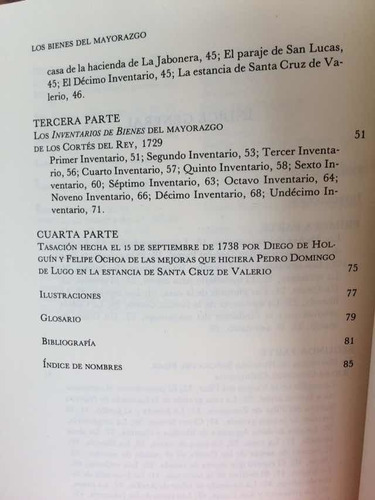 LOS BIENES DEL MAYORAZGO
casa de la hacienda de La Jabonera, 45; El paraje de San Lucas,
45; El Décimo Inventario, 45; La estancia de Santa Cruz de Va-
lerio, 46.
TERCERA PARTE
LOS INVENTARIOS DE BIENES DEL MAYORAZGO
DE LOS CORTÉS DEL REY, 1729 51
Primer Inventario, 51; Segundo Inventario, 53; Tercer Inventa-
rio, 56; Cuarto Inventario, 57; Quinto Inventario, 58; Sexto In-
ventario, 60; Séptimo Inventario, 63; Octavo Inventario, 64;
Noveno Inventario, 66; Décimo Inventario, 68; Undécimo In-
ventario, 71.
CUARTA PARTE
TASACIÓN HECHA EL 15 DE SEPTIEMBRE DE 1738 POR DIEGO DE HOL-
GUÍN Y FELIPE OCHOA DE LAS MEJORAS QUE HICIERA PEDRO DOMINGO
DE LUGO EN LA ESTANCIA DE SANTA CRUZ DE VALERIO 75
ILUSTRACIONES 77
GLOSARIO 79
BIBLIOGRAFÍA 81
ÍNDICE DE NOMBRES 85